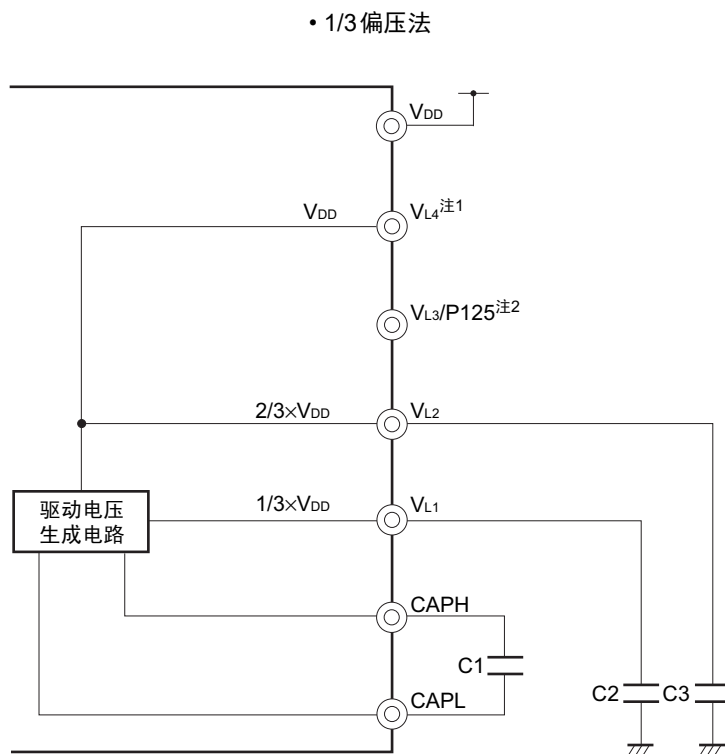 • 1/3偏压法
VDD
VDD VL4注1
VL3/P125注2
2/3×VDD VL2
1/3×VDD VL1
驱动电压
生成电路
CAPH
C1
C2 C3
CAPL